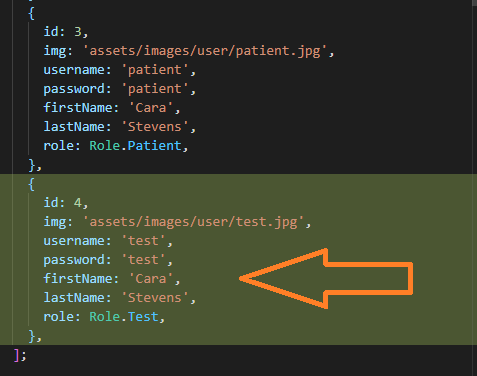 {
id: 3,
img: 'assets/images/user/patient.jpg',
username: 'patient',
password: 'patient',
firstName: 'Cara',
lastName: 'Stevens',
role: Role.Patient,
},
{
id: 4,
img: 'assets/images/user/test.jpg',
username: 'test',
password: 'test',
firstName: 'Cara',
lastName: 'Stevens',
role: Role.Test,
},
];